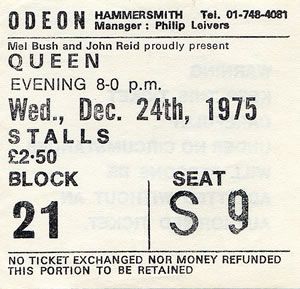 ODEON HAMMERSMITH Tel. 01-748-4081
Manager : Philip Leivers
Mel Bush and John Reid proudly present
QUEEN
EVENING 8-0 p.m.
Wed., Dec. 24th, 1975
STALLS
£2·50
BLOCK SEAT
21 S 9
NO TICKET EXCHANGED NOR MONEY REFUNDED
THIS PORTION TO BE RETAINED